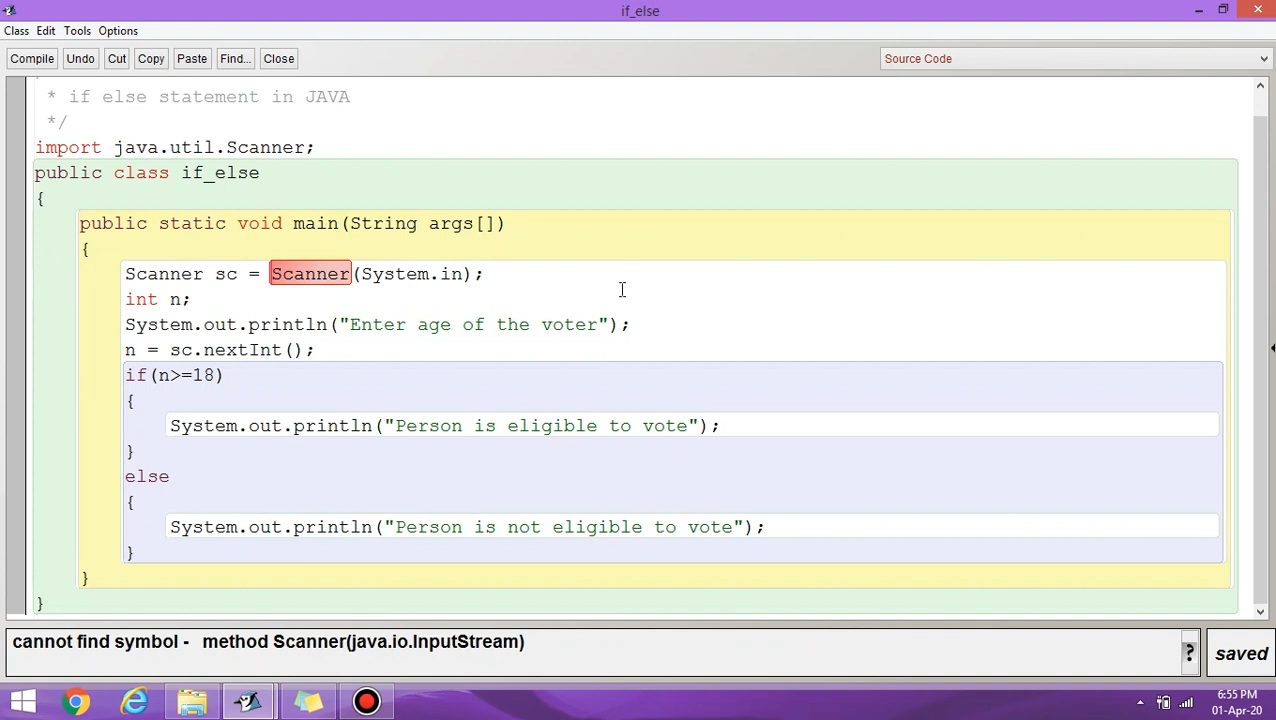 if_else
Class Edit Tools Options
Compile Undo Cut Copy Paste Find... Close Source Code
* if else statement in JAVA
*/
import java.util.Scanner;
public class if_else
{
public static void main(String args[])
{
Scanner sc = Scanner(System.in);
int n;
System.out.println("Enter age of the voter");
n = sc.nextInt();
if(n>=18)
{
System.out.println("Person is eligible to vote");
}
else
{
System.out.println("Person is not eligible to vote");
}
}
}
cannot find symbol - method Scanner(java.io.InputStream)
? saved
6:55 PM
01-Apr-20